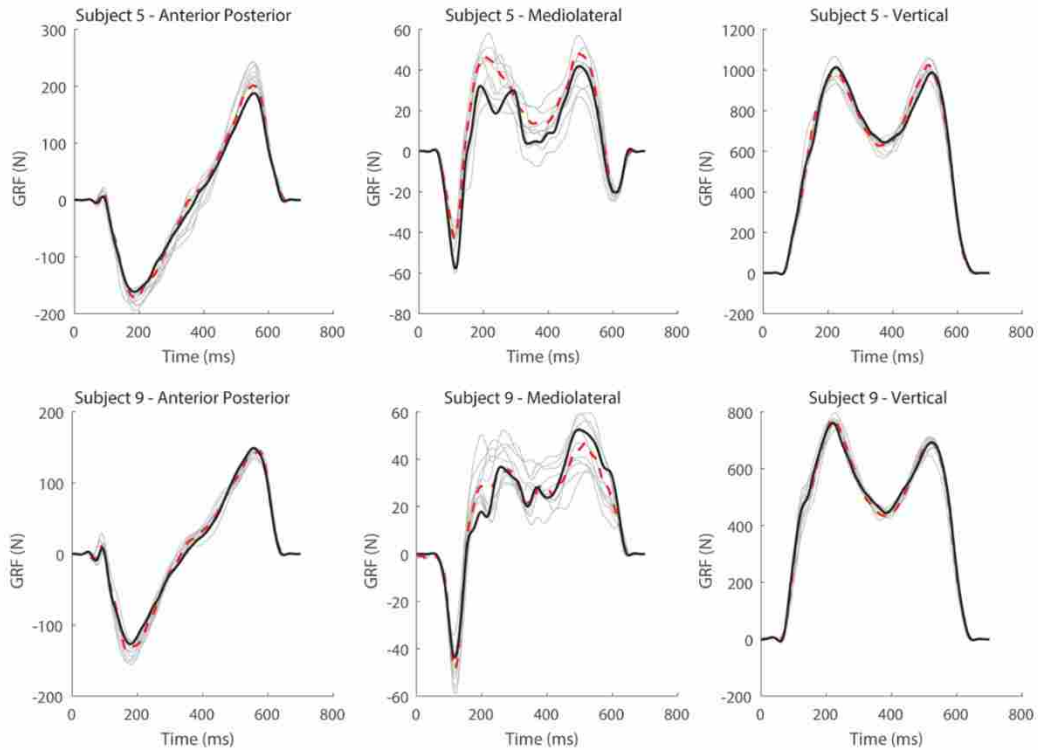 Subject 5 - Anterior Posterior
300
200
100
0
-100
-200
GRF (N)
0 200 400 600 800
Time (ms)
Subject 5 - Mediolateral
60
40
20
0
-20
-40
-60
-80
GRF (N)
0 200 400 600 800
Time (ms)
Subject 5 - Vertical
1200
1000
800
600
400
200
0
-200
GRF (N)
0 200 400 600 800
Time (ms)
Subject 9 - Anterior Posterior
200
100
0
-100
-200
GRF (N)
0 200 400 600 800
Time (ms)
Subject 9 - Mediolateral
60
40
20
0
-20
-40
-60
GRF (N)
0 200 400 600 800
Time (ms)
Subject 9 - Vertical
800
600
400
200
0
-200
GRF (N)
0 200 400 600 800
Time (ms)